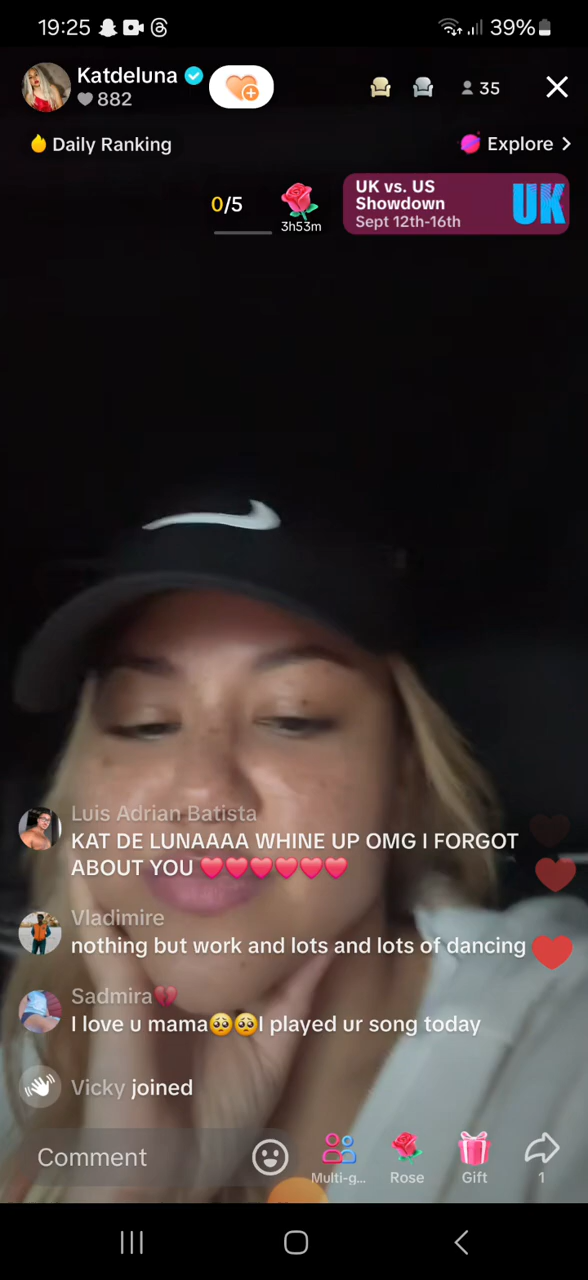 19:25
39%
Katdeluna
882
35
Daily Ranking
Explore
0/5
3h53m
UK vs. US
Showdown
Sept 12th-16th
UK
Luis Adrian Batista
KAT DE LUNAAAA WHINE UP OMG I FORGOT
ABOUT YOU ❤️❤️❤️❤️❤️❤️
Vladimire
nothing but work and lots and lots of dancing
Sadmira💔
I love u mama🥺🥺I played ur song today
Vicky joined
Comment
Multi-g...
Rose
Gift
1